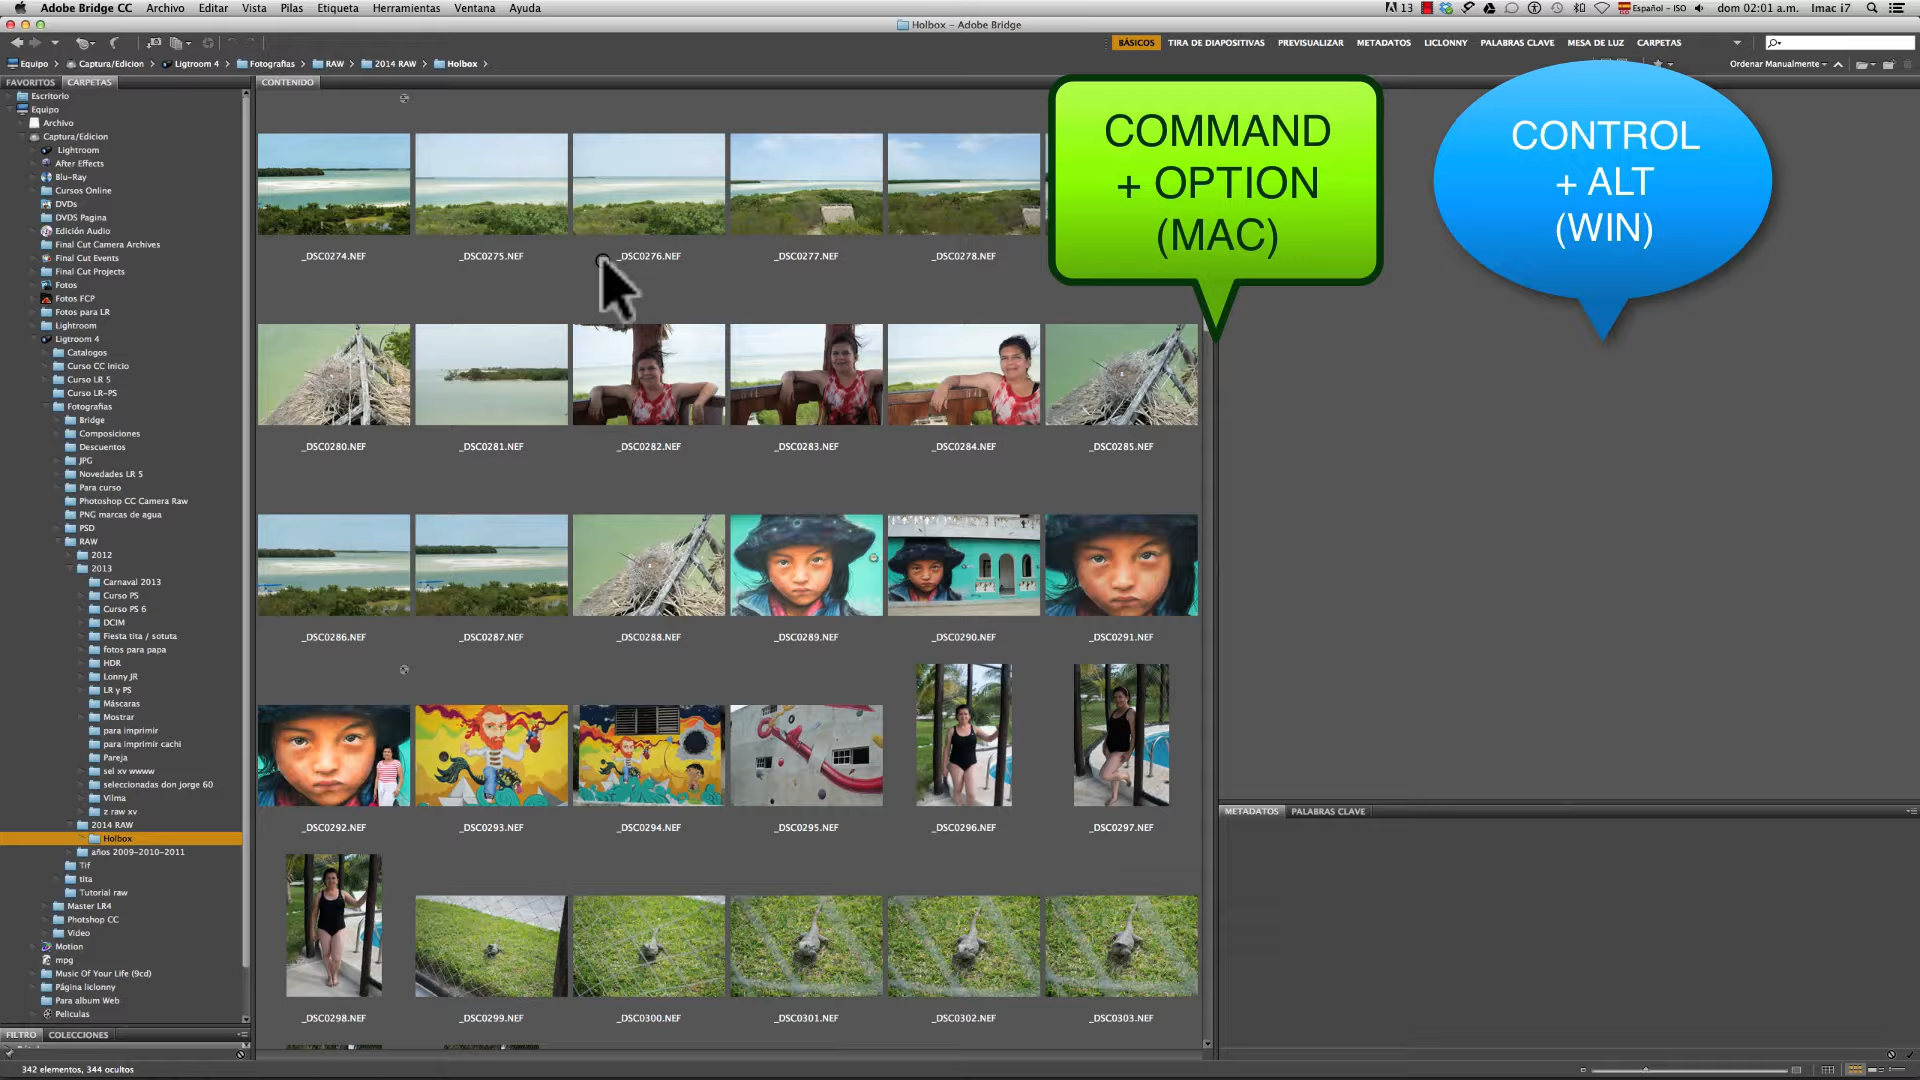 Adobe Bridge CC Archivo Editar Vista Pilas Etiqueta Herramientas Ventana Ayuda
13 Español – ISO dom 02:01 a.m. Imac i7
Holbox – Adobe Bridge
BÁSICOS TIRA DE DIAPOSITIVAS PREVISUALIZAR METADATOS LICLONNY PALABRAS CLAVE MESA DE LUZ CARPETAS
Equipo Captura/Edicion Ligtroom 4 Fotografías RAW 2014 RAW Holbox
Ordenar Manualmente
FAVORITOS CARPETAS
CONTENIDO
Escritorio
Equipo
Archivo
Captura/Edicion
Lightroom
After Effects
Blu-Ray
Cursos Online
DVDs
DVDS Pagina
Edición Audio
Final Cut Camera Archives
Final Cut Events
Final Cut Projects
Fotos
Fotos FCP
Fotos para LR
Lightroom
Ligtroom 4
Catalogos
Curso CC inicio
Curso LR 5
Curso LR-PS
Fotografias
Bridge
Composiciones
Descuentos
JPG
Novedades LR 5
Para curso
Photoshop CC Camera Raw
PNG marcas de agua
PSD
RAW
2012
2013
Carnaval 2013
Curso PS
Curso PS 6
DCIM
Fiesta tita / sotuta
fotos para papa
HDR
Lonny JR
LR y PS
Máscaras
Mostrar
para imprimir
para imprimir cachi
Pareja
sel xv wwww
seleccionadas don jorge 60
Vilma
z raw xv
2014 RAW
Holbox
años 2009-2010-2011
Tif
tita
Tutorial raw
Master LR4
Photshop CC
Video
Motion
mpg
Music Of Your Life (9cd)
Página liclonny
Para album Web
Peliculas
FILTRO COLECCIONES
342 elementos, 344 ocultos
COMMAND
+ OPTION
(MAC)
CONTROL
+ ALT
(WIN)
_DSC0274.NEF _DSC0275.NEF _DSC0276.NEF _DSC0277.NEF _DSC0278.NEF
_DSC0280.NEF _DSC0281.NEF _DSC0282.NEF _DSC0283.NEF _DSC0284.NEF _DSC0285.NEF
_DSC0286.NEF _DSC0287.NEF _DSC0288.NEF _DSC0289.NEF _DSC0290.NEF _DSC0291.NEF
_DSC0292.NEF _DSC0293.NEF _DSC0294.NEF _DSC0295.NEF _DSC0296.NEF _DSC0297.NEF
_DSC0298.NEF _DSC0299.NEF _DSC0300.NEF _DSC0301.NEF _DSC0302.NEF _DSC0303.NEF
METADATOS PALABRAS CLAVE